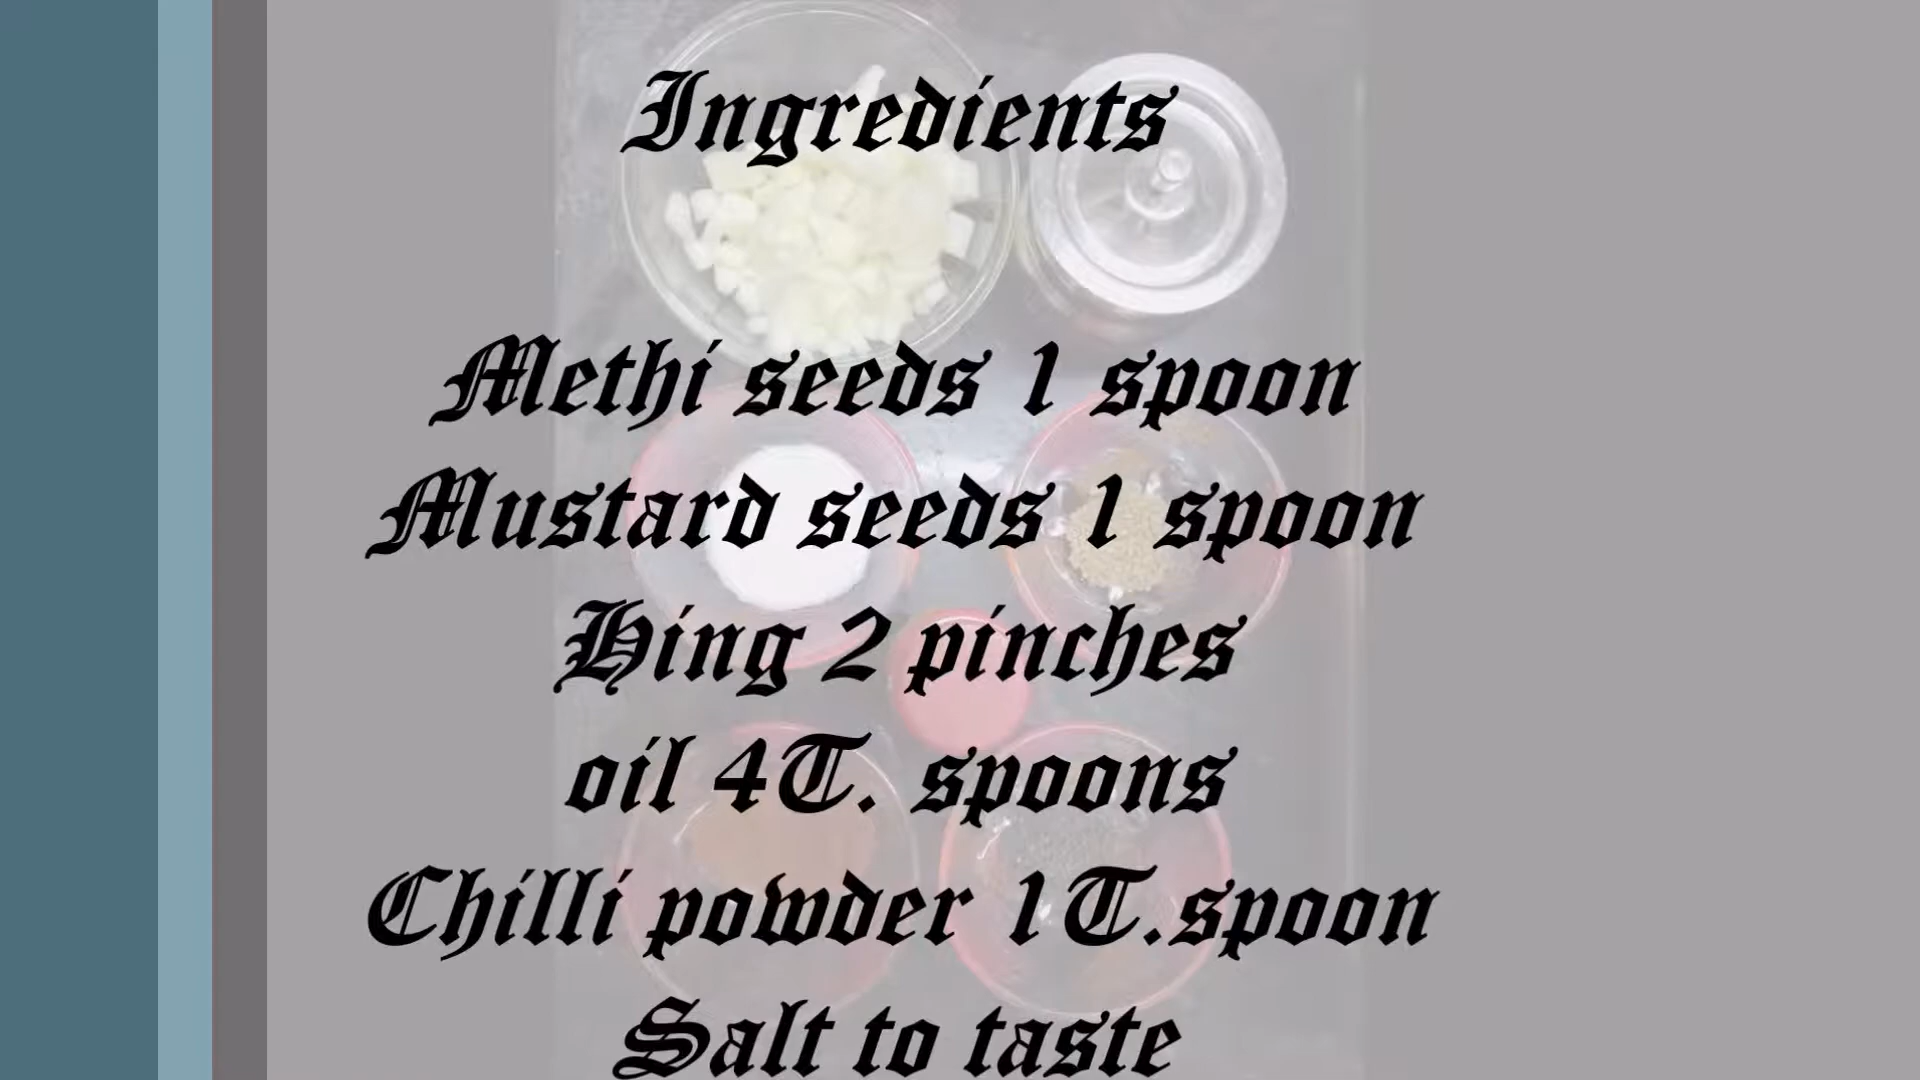 Ingredients
Methi seeds 1 spoon
Mustard seeds 1 spoon
Hing 2 pinches
oil 4T. spoons
Chilli powder 1T.spoon
Salt to taste